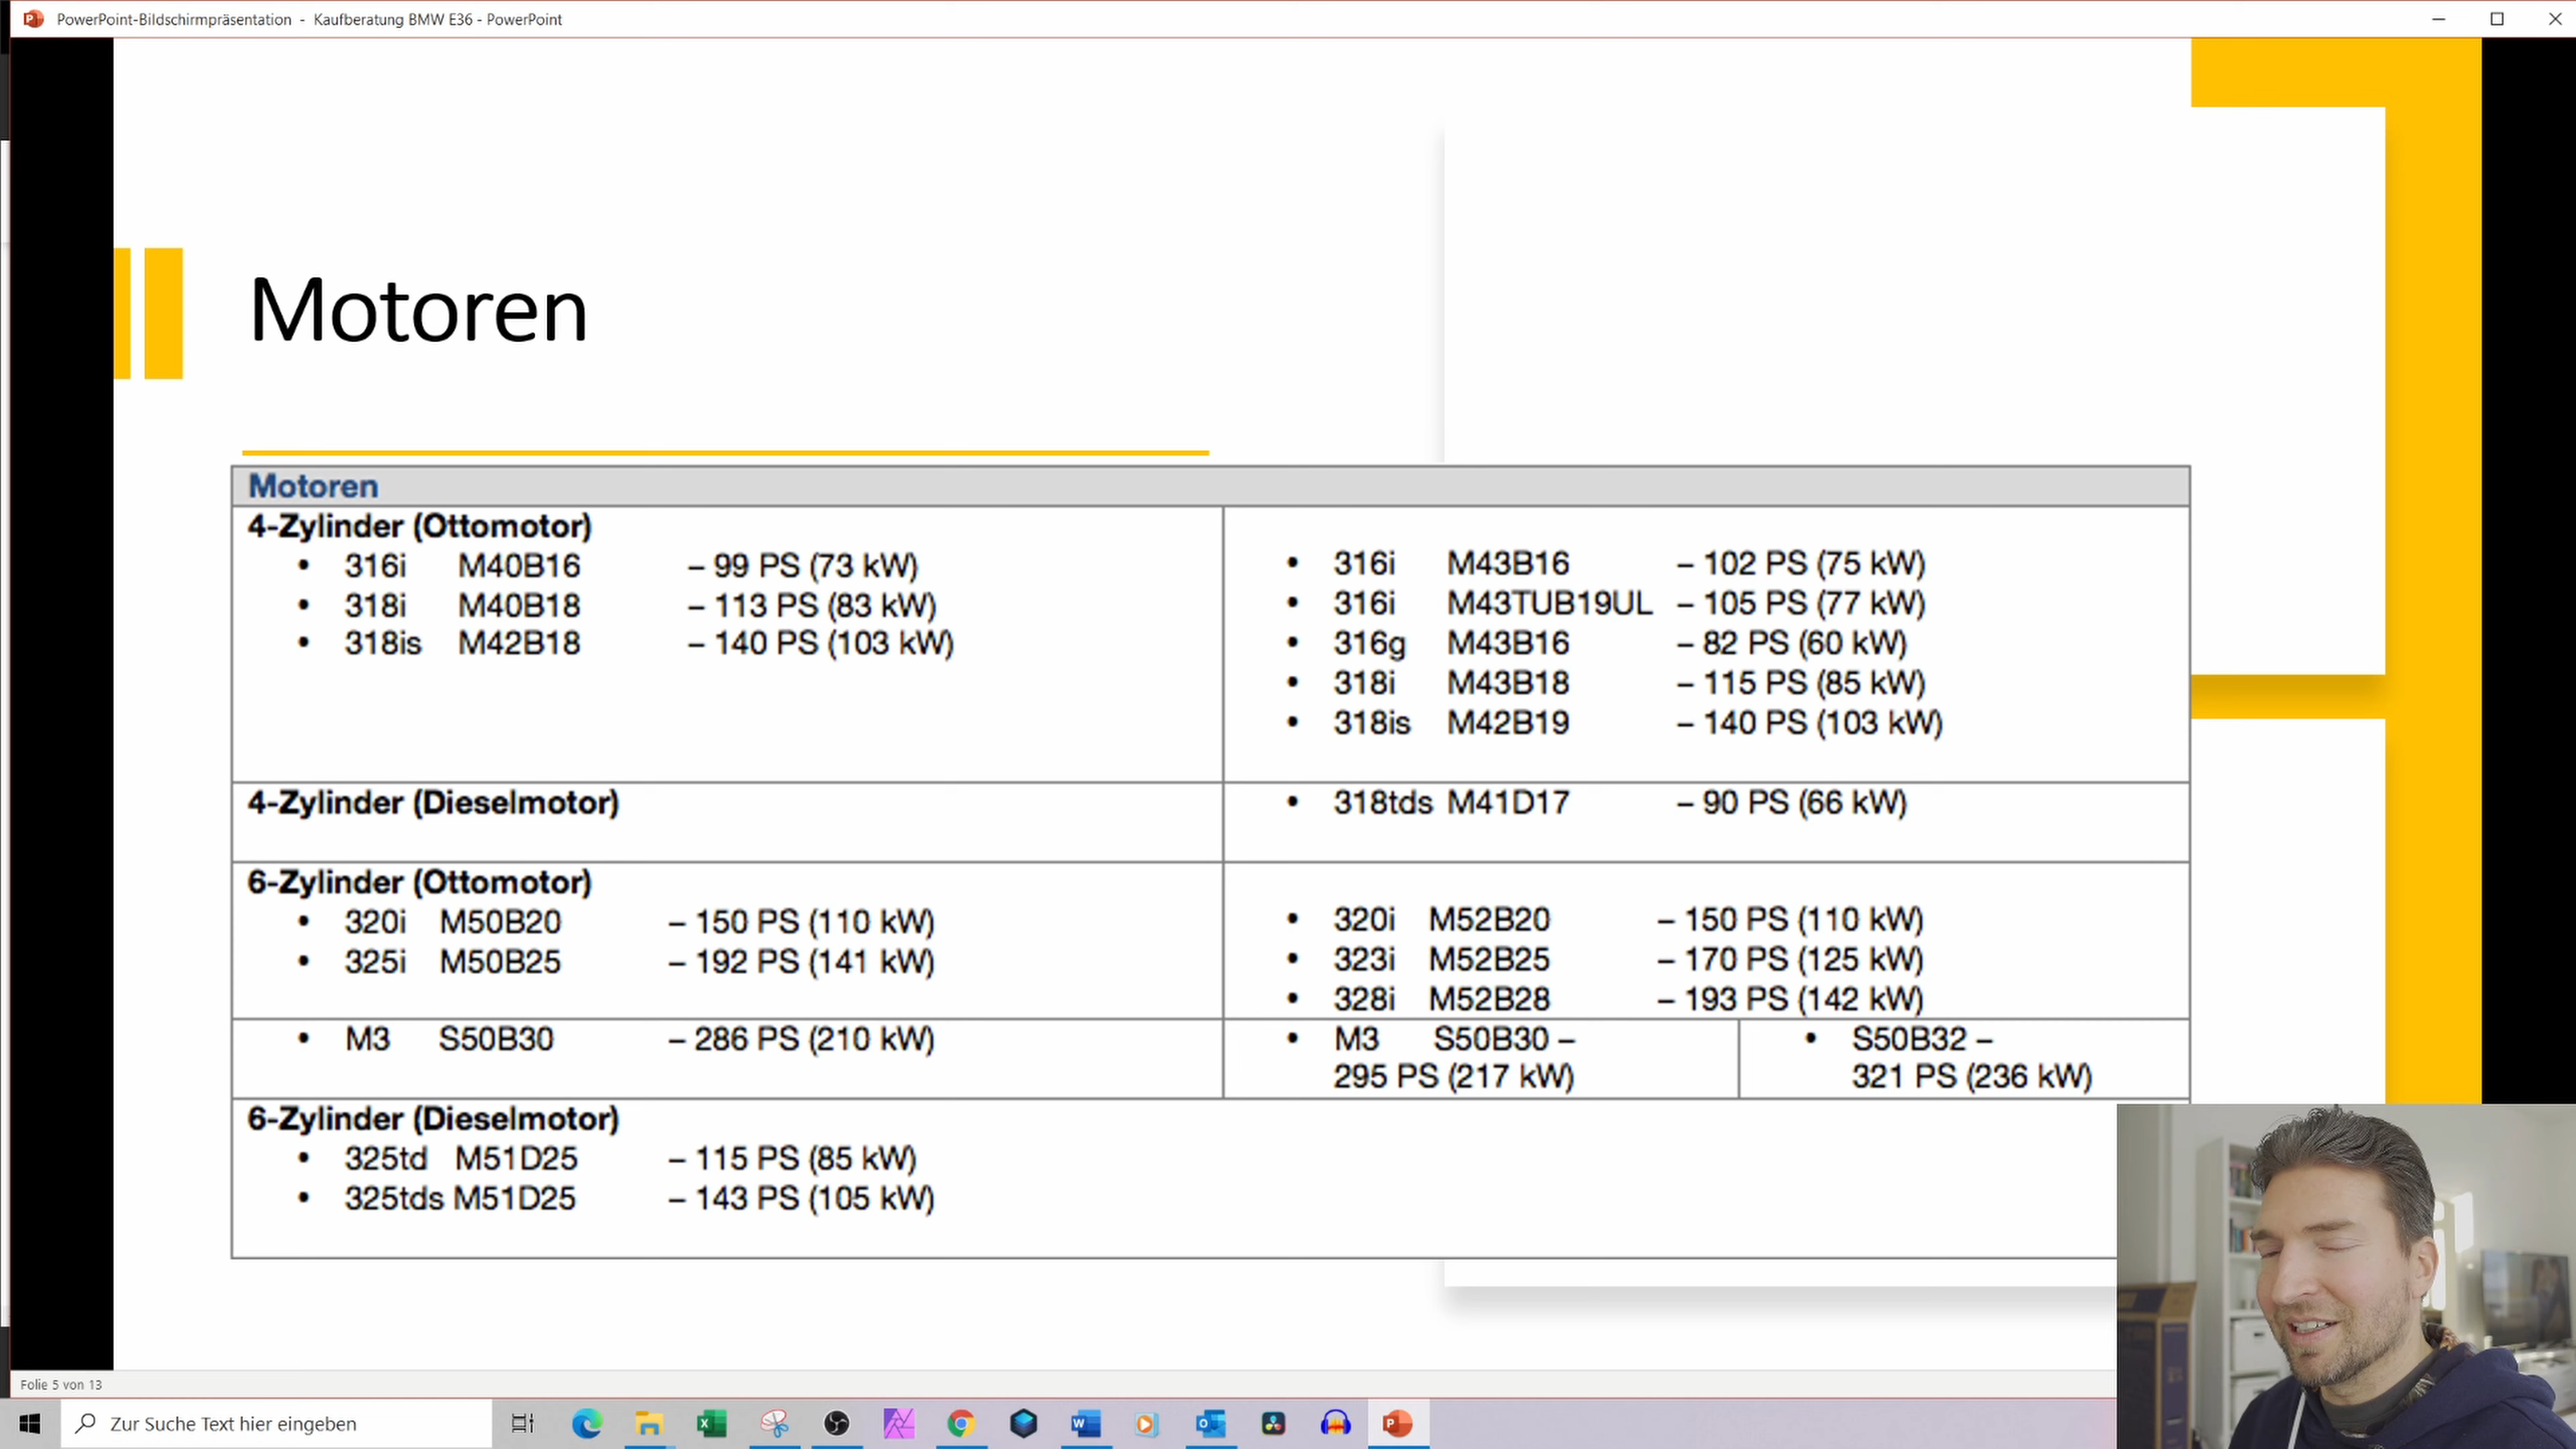 PowerPoint-Bildschirmpräsentation - Kaufberatung BMW E36 - PowerPoint
Motoren
Motoren
4-Zylinder (Ottomotor)
• 316i M40B16 – 99 PS (73 kW)
• 318i M40B18 – 113 PS (83 kW)
• 318is M42B18 – 140 PS (103 kW)
• 316i M43B16 – 102 PS (75 kW)
• 316i M43TUB19UL – 105 PS (77 kW)
• 316g M43B16 – 82 PS (60 kW)
• 318i M43B18 – 115 PS (85 kW)
• 318is M42B19 – 140 PS (103 kW)
4-Zylinder (Dieselmotor)
• 318tds M41D17 – 90 PS (66 kW)
6-Zylinder (Ottomotor)
• 320i M50B20 – 150 PS (110 kW)
• 325i M50B25 – 192 PS (141 kW)
• 320i M52B20 – 150 PS (110 kW)
• 323i M52B25 – 170 PS (125 kW)
• 328i M52B28 – 193 PS (142 kW)
• M3 S50B30 – 286 PS (210 kW)
• M3 S50B30 –
295 PS (217 kW)
• S50B32 –
321 PS (236 kW)
6-Zylinder (Dieselmotor)
• 325td M51D25 – 115 PS (85 kW)
• 325tds M51D25 – 143 PS (105 kW)
Folie 5 von 13
Zur Suche Text hier eingeben